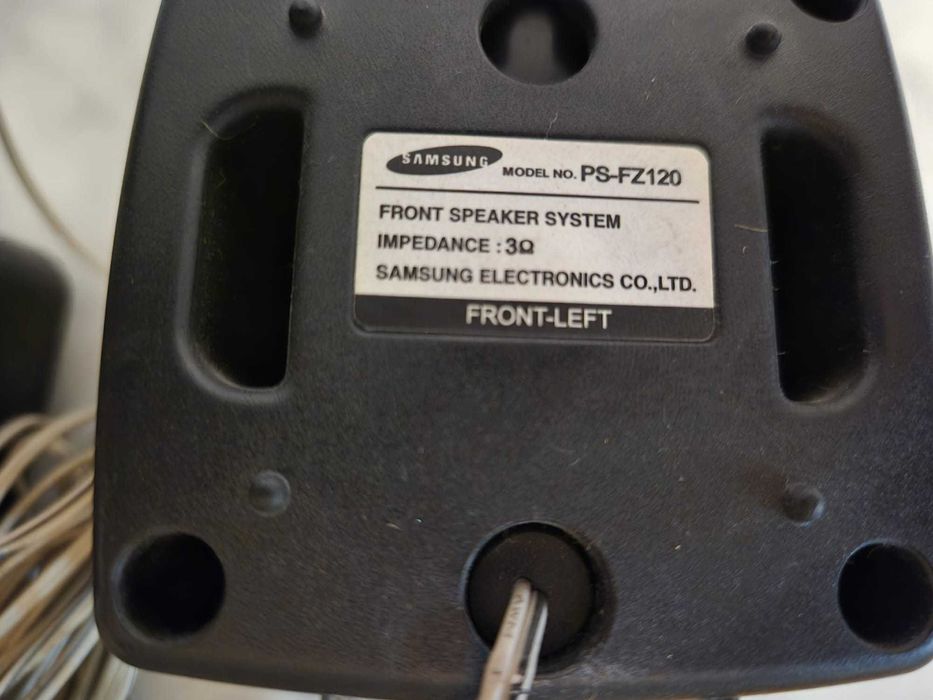 SAMSUNG MODEL NO. PS-FZ120
FRONT SPEAKER SYSTEM
IMPEDANCE : 3Ω
SAMSUNG ELECTRONICS CO.,LTD.
FRONT-LEFT